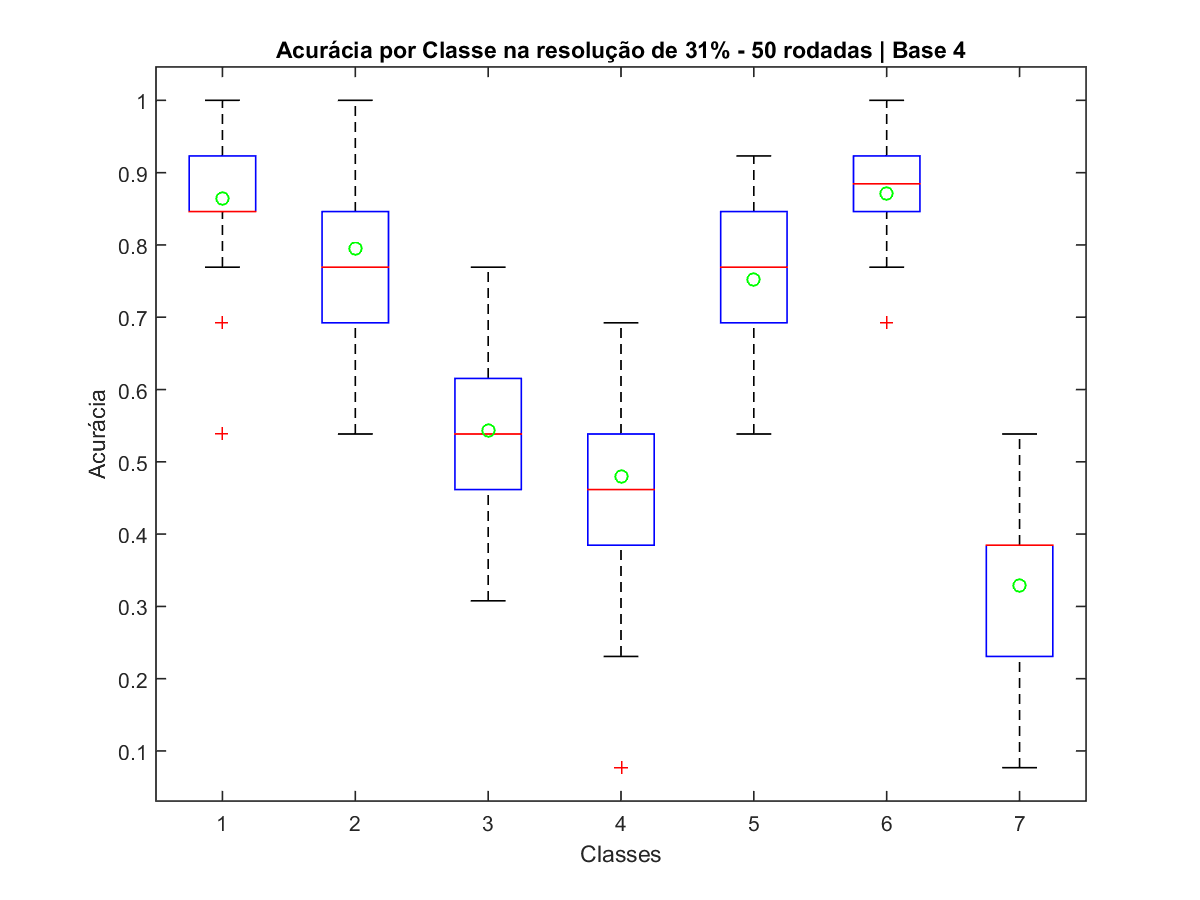 Acurácia por Classe na resolução de 31% - 50 rodadas | Base 4
1
0.9
0.8
0.7
0.6
0.5
0.4
0.3
0.2
0.1
Acurácia
1 2 3 4 5 6 7
Classes